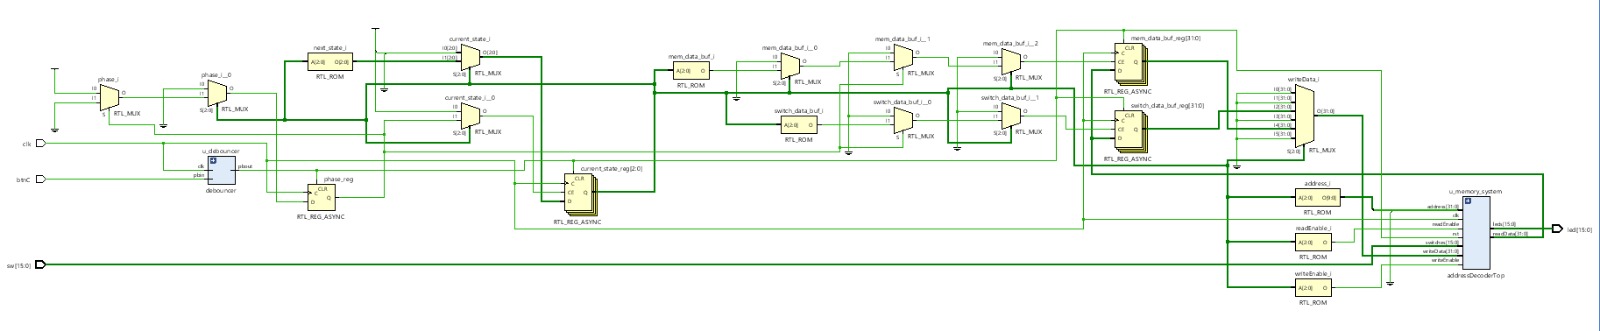 phase_i
I0
I1
S
O
RTL_MUX
phase_i__0
I0
I1
S[2:0]
O
RTL_MUX
next_state_i
A[2:0]
O[2:0]
RTL_ROM
current_state_i
I0[2:0]
I1[2:0]
S[2:0]
O[2:0]
RTL_MUX
current_state_i__0
I0
I1
S[2:0]
O
RTL_MUX
clk
btnC
sw[15:0]
u_debouncer
clk
pbin
pbout
debouncer
phase_reg
CLR
C
D
Q
RTL_REG_ASYNC
current_state_reg[2:0]
CLR
C
CE
D
Q
RTL_REG_ASYNC
mem_data_buf_i
A[2:0]
O
RTL_ROM
mem_data_buf_i__0
I0
I1
S[2:0]
O
RTL_MUX
switch_data_buf_i
A[2:0]
O
RTL_ROM
mem_data_buf_i__1
I0
I1
S
O
RTL_MUX
switch_data_buf_i__0
I0
I1
S
O
RTL_MUX
mem_data_buf_i__2
I0
I1
S[2:0]
O
RTL_MUX
switch_data_buf_i__1
I0
I1
S[2:0]
O
RTL_MUX
mem_data_buf_reg[31:0]
CLR
C
CE
D
Q
RTL_REG_ASYNC
switch_data_buf_reg[31:0]
CLR
C
CE
D
Q
RTL_REG_ASYNC
writeData_i
I0[31:0]
I1[31:0]
I2[31:0]
I3[31:0]
I4[31:0]
I5[31:0]
S[2:0]
O[31:0]
RTL_MUX
address_i
A[2:0]
O[9:0]
RTL_ROM
readEnable_i
A[2:0]
O
RTL_ROM
writeEnable_i
A[2:0]
O
RTL_ROM
u_memory_system
address[31:0]
clk
readEnable
rst
switches[15:0]
writeData[31:0]
writeEnable
leds[15:0]
readData[31:0]
addressDecoderTop
led[15:0]